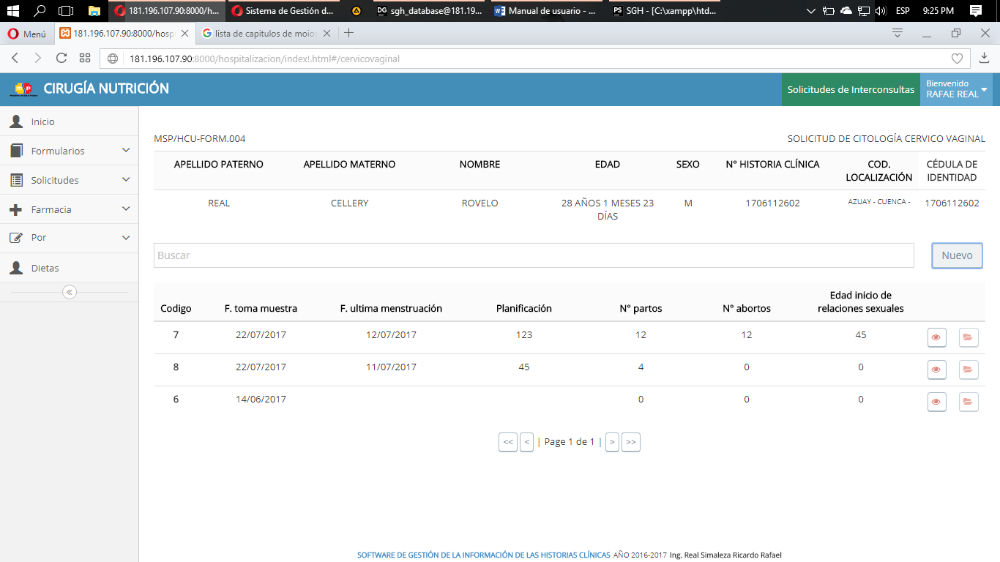 181.196.107.90:8000/h...
Sistema de Gestión d...
DG sgh_database@181.19...
Manual de usuario - ...
PS SGH - [C:\xampp\htd...
ESP
9:25 PM
Menú
181.196.107.90:8000/hospi
lista de capitulos de moios
181.196.107.90:8000/hospitalizacion/index!.html#/cervicovaginal
CIRUGÍA NUTRICIÓN
Solicitudes de Interconsultas
Bienvenido
RAFAE REAL
Inicio
Formularios
Solicitudes
Farmacia
Por
Dietas
MSP/HCU-FORM.004
SOLICITUD DE CITOLOGÍA CERVICO VAGINAL
APELLIDO PATERNO APELLIDO MATERNO NOMBRE EDAD SEXO N° HISTORIA CLÍNICA COD. LOCALIZACIÓN CÉDULA DE IDENTIDAD
REAL CELLERY ROVELO 28 AÑOS 1 MESES 23 DÍAS M 1706112602 AZUAY - CUENCA - 1706112602
Buscar
Nuevo
Codigo F. toma muestra F. ultima menstruación Planificación N° partos N° abortos Edad inicio de relaciones sexuales
7 22/07/2017 12/07/2017 123 12 12 45
8 22/07/2017 11/07/2017 45 4 0 0
6 14/06/2017 0 0 0
<< < | Page 1 de 1 | > >>
SOFTWARE DE GESTIÓN DE LA INFORMACIÓN DE LAS HISTORIAS CLÍNICAS AÑO 2016-2017 Ing. Real Simaleza Ricardo Rafael